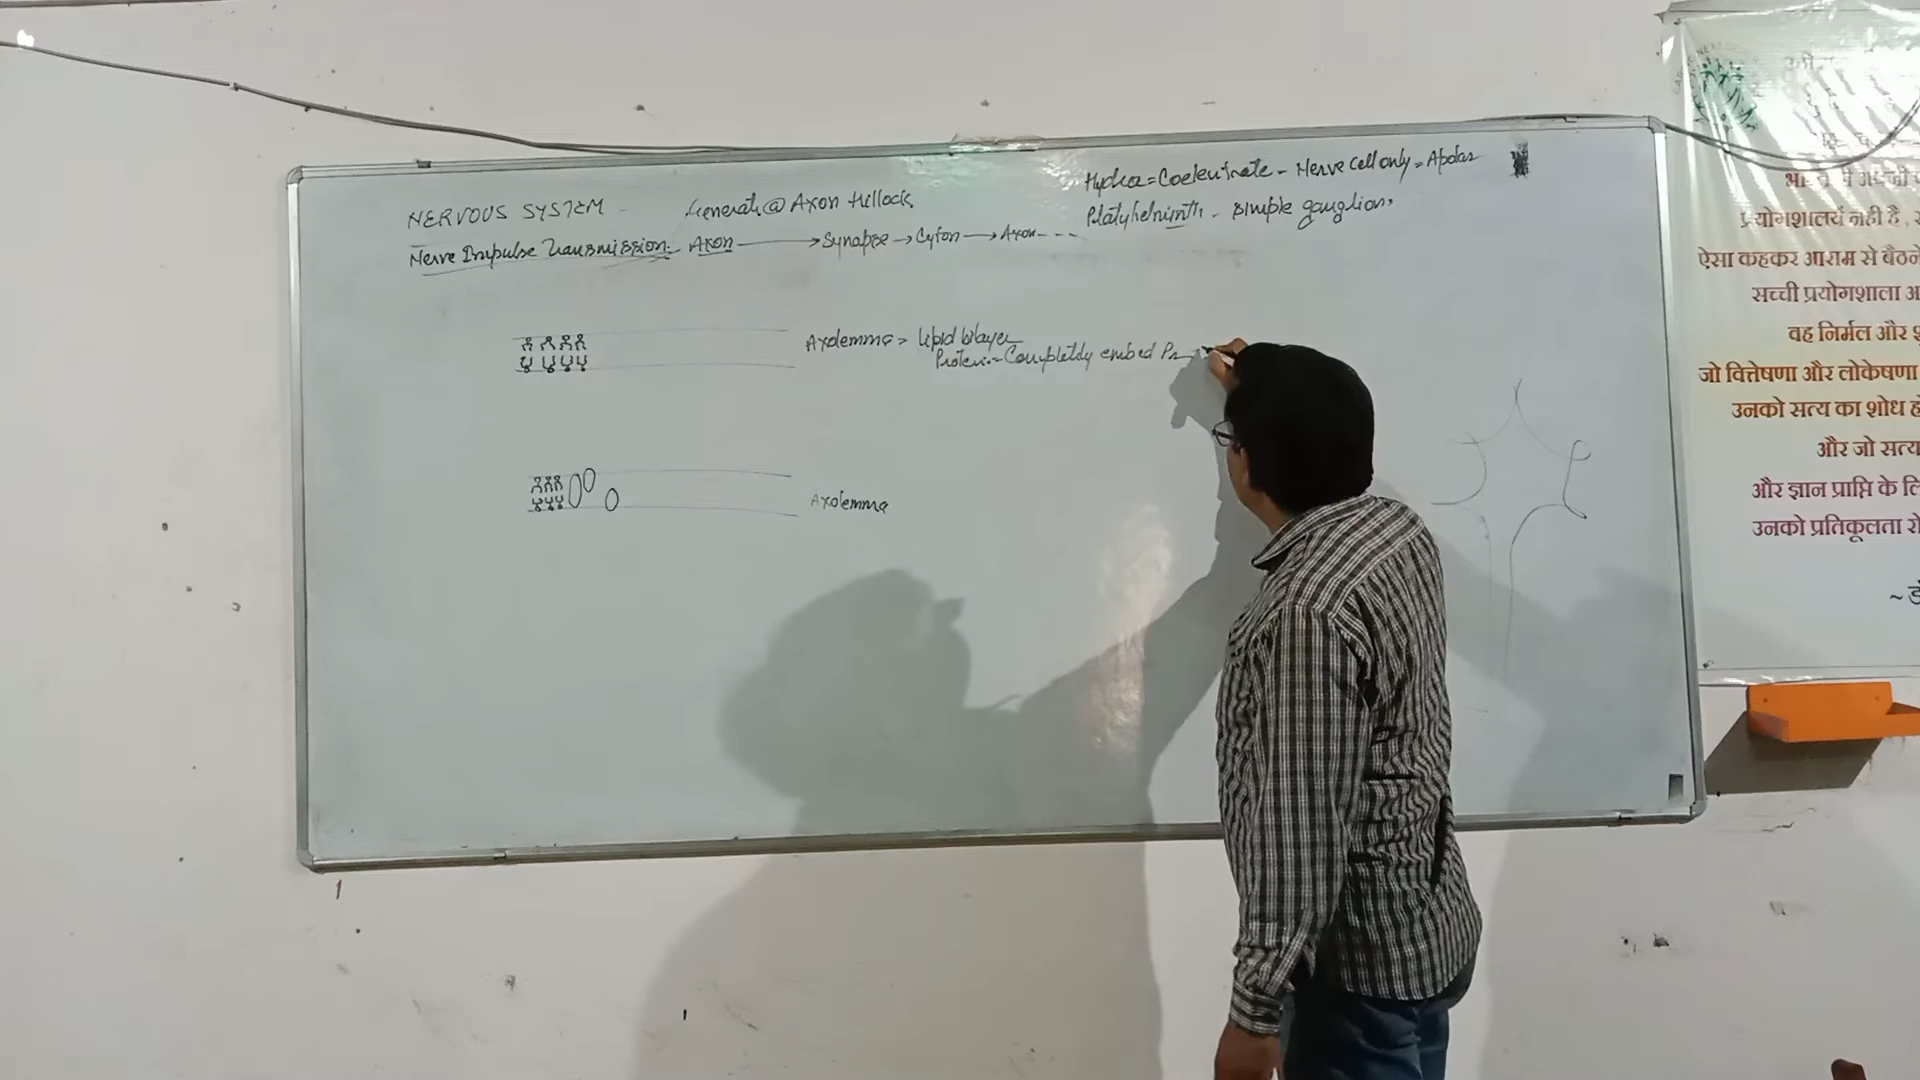 NERVOUS SYSTEM -
Generate @ Axon Hillock
Nerve Impulse Transmission:- Axon → Synapse → Cyton → Axon - - -
Hydra = Coelentrate - Nerve cell only = Apolar
Platyhelminth - simple ganglions
Axolemma = Lipid bilayer
Protein:- Completely embed Pr
Axolemma
प्रयोगशालायें नहीं है,
ऐसा कहकर आराम से बैठने
सच्ची प्रयोगशाला
वह निर्मल और
जो वित्तेषणा और लोकेषणा
उनको सत्य का शोध
और जो सत्य
और ज्ञान प्राप्ति के
उनको प्रतिकूलता
~